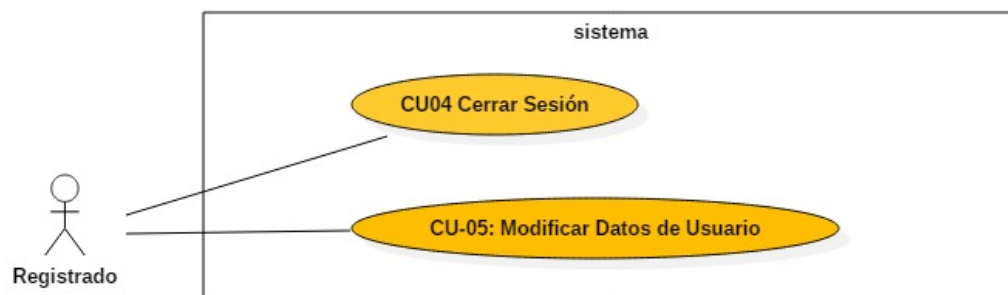 sistema
CU04 Cerrar Sesión
CU-05: Modificar Datos de Usuario
Registrado